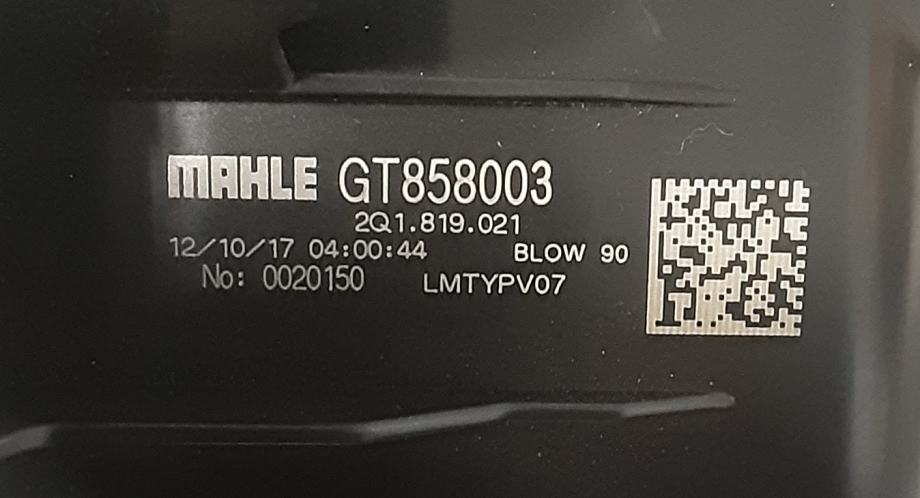 MAHLE GT858003
2Q1.819.021
12/10/17 04:00:44 BLOW 90
No: 0020150 LMTYPV07